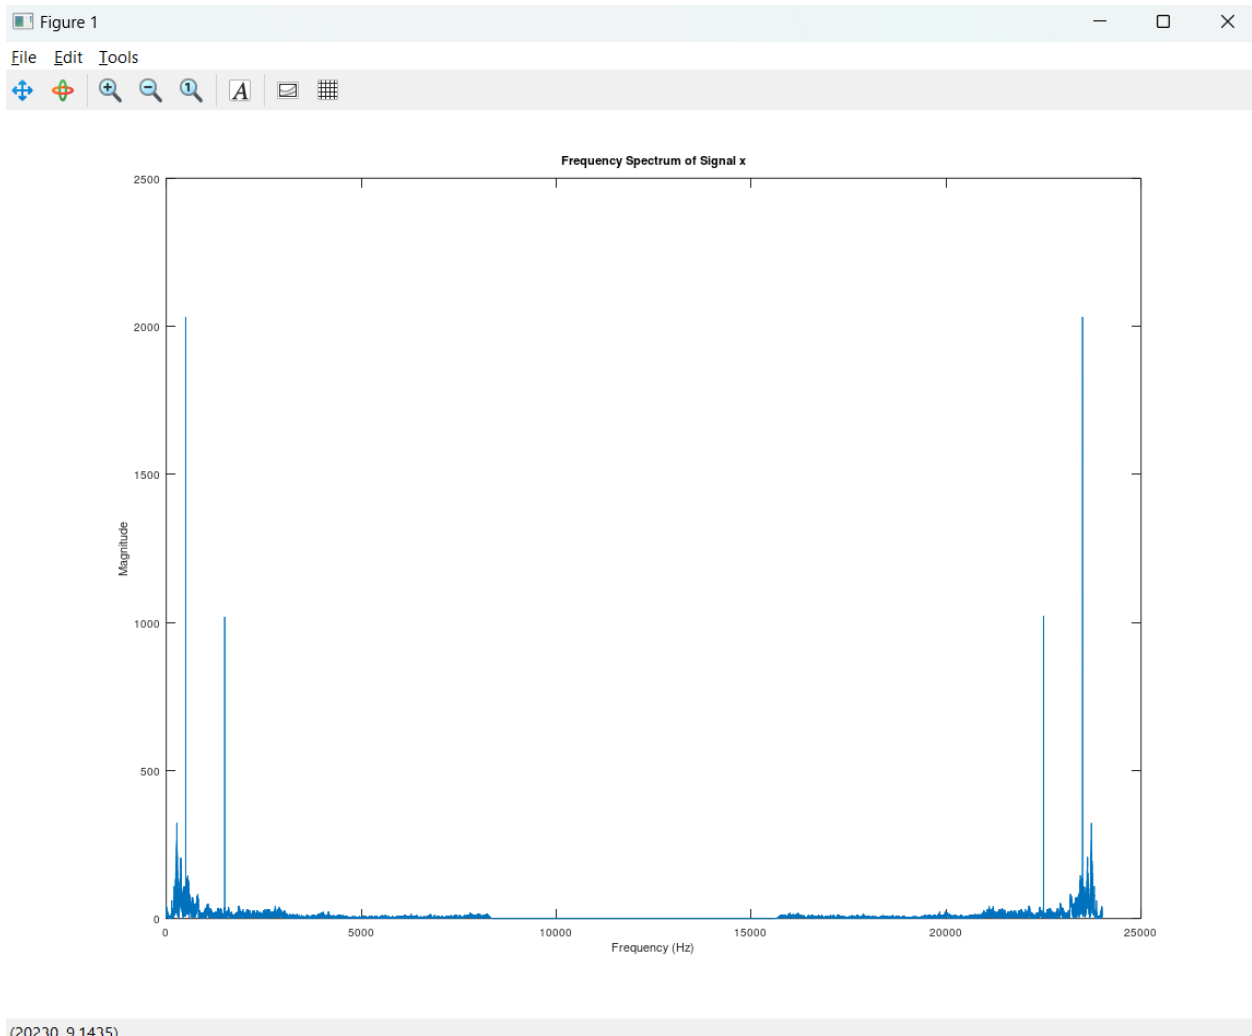 Figure 1
File Edit Tools
A
Frequency Spectrum of Signal x
2500
2000
1500
1000
500
0
Magnitude
0 5000 10000 15000 20000 25000
Frequency (Hz)
(20230, 9.1435)